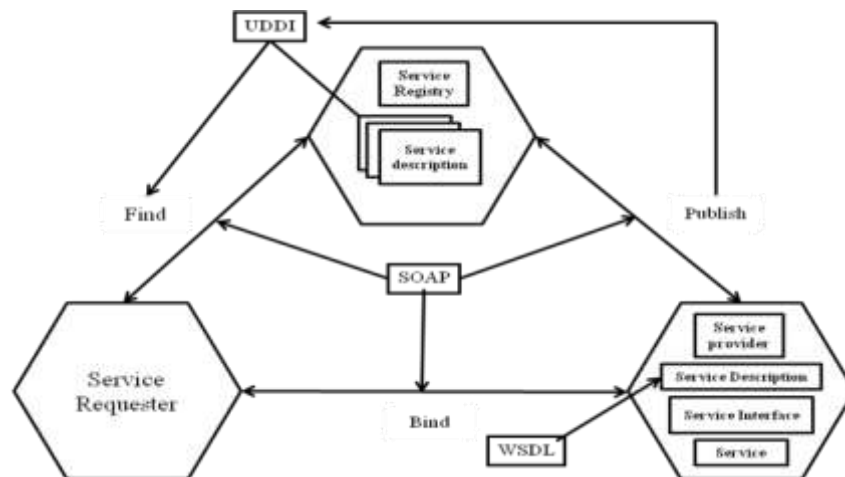 UDDI
Service
Registry
Service
description
Find
Publish
SOAP
Service
Requester
Service
provider
Service Description
Service Interface
Service
Bind
WSDL